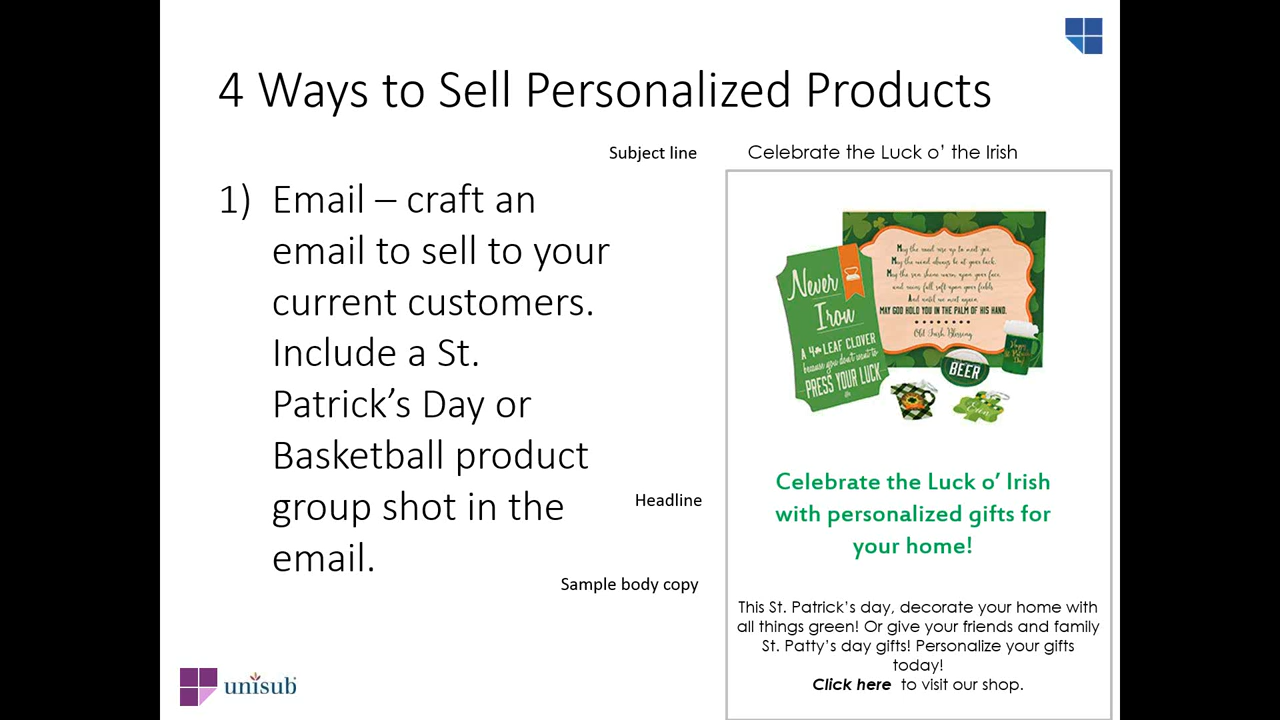 4 Ways to Sell Personalized Products
Subject line
Celebrate the Luck o’ the Irish
1) Email – craft an
email to sell to your
current customers.
Include a St.
Patrick’s Day or
Basketball product
group shot in the
email.
Never
Iron
A 4 LEAF CLOVER
because you don't want to
PRESS YOUR LUCK
May the road rise up to meet you.
May the wind always be at your back.
May the sun shine warm upon your face,
and rains fall soft upon your fields.
And until we meet again,
MAY GOD HOLD YOU IN THE PALM OF HIS HAND.
Old Irish Blessing
BEER
Erin
Headline
Celebrate the Luck o’ Irish
with personalized gifts for
your home!
Sample body copy
This St. Patrick’s day, decorate your home with
all things green! Or give your friends and family
St. Patty’s day gifts! Personalize your gifts
today!
Click here to visit our shop.
unisub